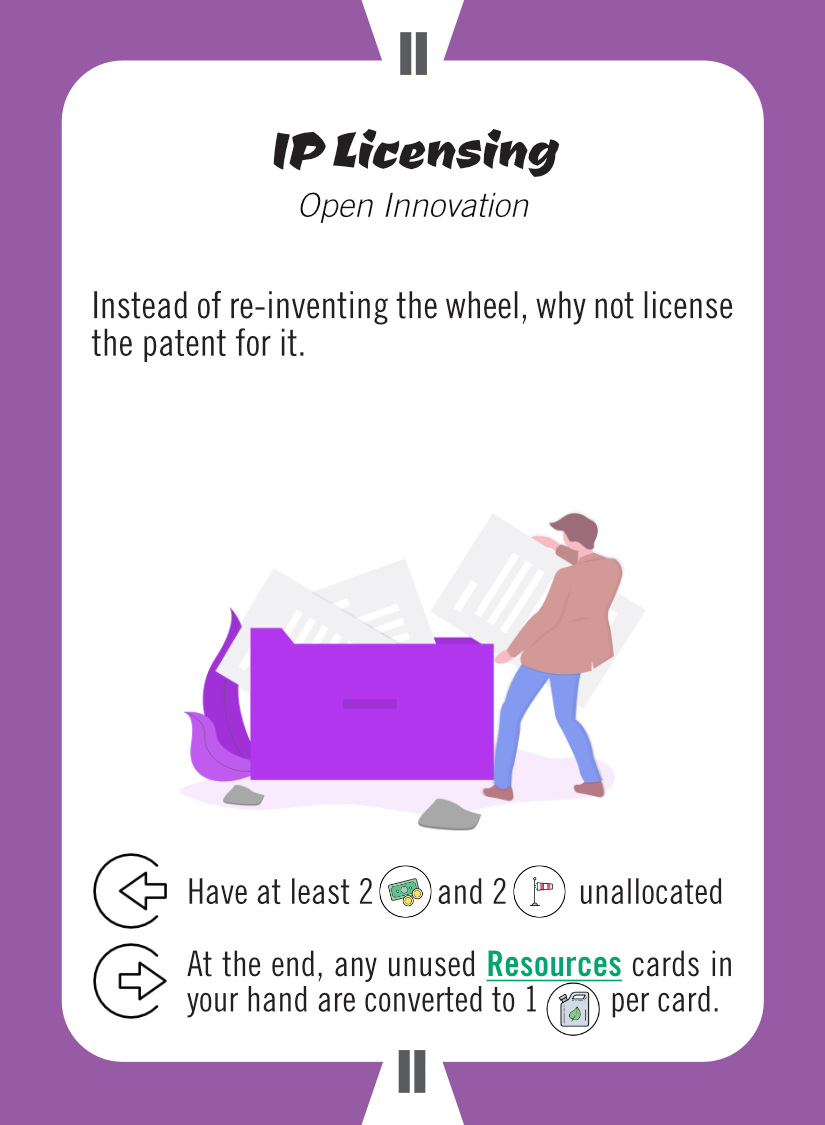 II
IP Licensing
Open Innovation
Instead of re-inventing the wheel, why not license
the patent for it.
Have at least 2 and 2 unallocated
At the end, any unused Resources cards in
your hand are converted to 1 per card.
II